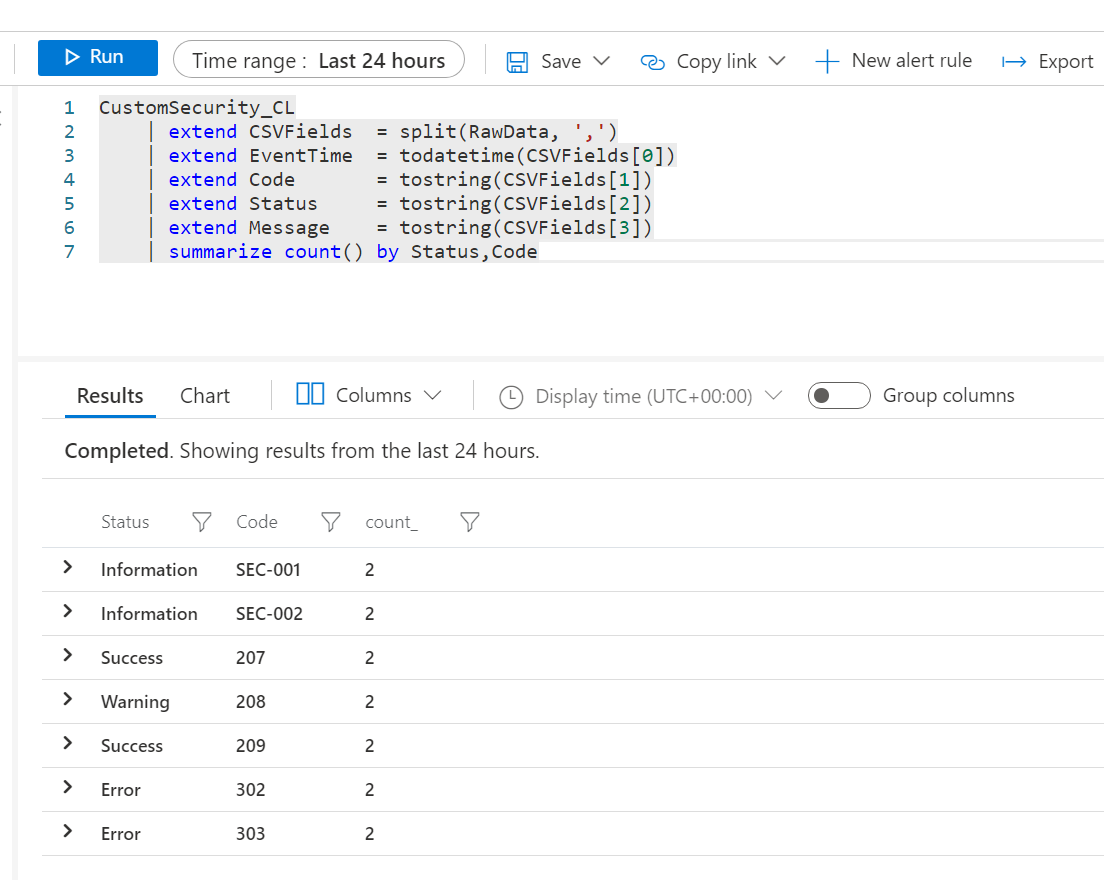 Run Time range : Last 24 hours Save Copy link New alert rule Export
1 CustomSecurity_CL
2 | extend CSVFields = split(RawData, ',')
3 | extend EventTime = todatetime(CSVFields[0])
4 | extend Code = tostring(CSVFields[1])
5 | extend Status = tostring(CSVFields[2])
6 | extend Message = tostring(CSVFields[3])
7 | summarize count() by Status,Code
Results Chart Columns Display time (UTC+00:00) Group columns
Completed. Showing results from the last 24 hours.
Status Code count_
Information SEC-001 2
Information SEC-002 2
Success 207 2
Warning 208 2
Success 209 2
Error 302 2
Error 303 2